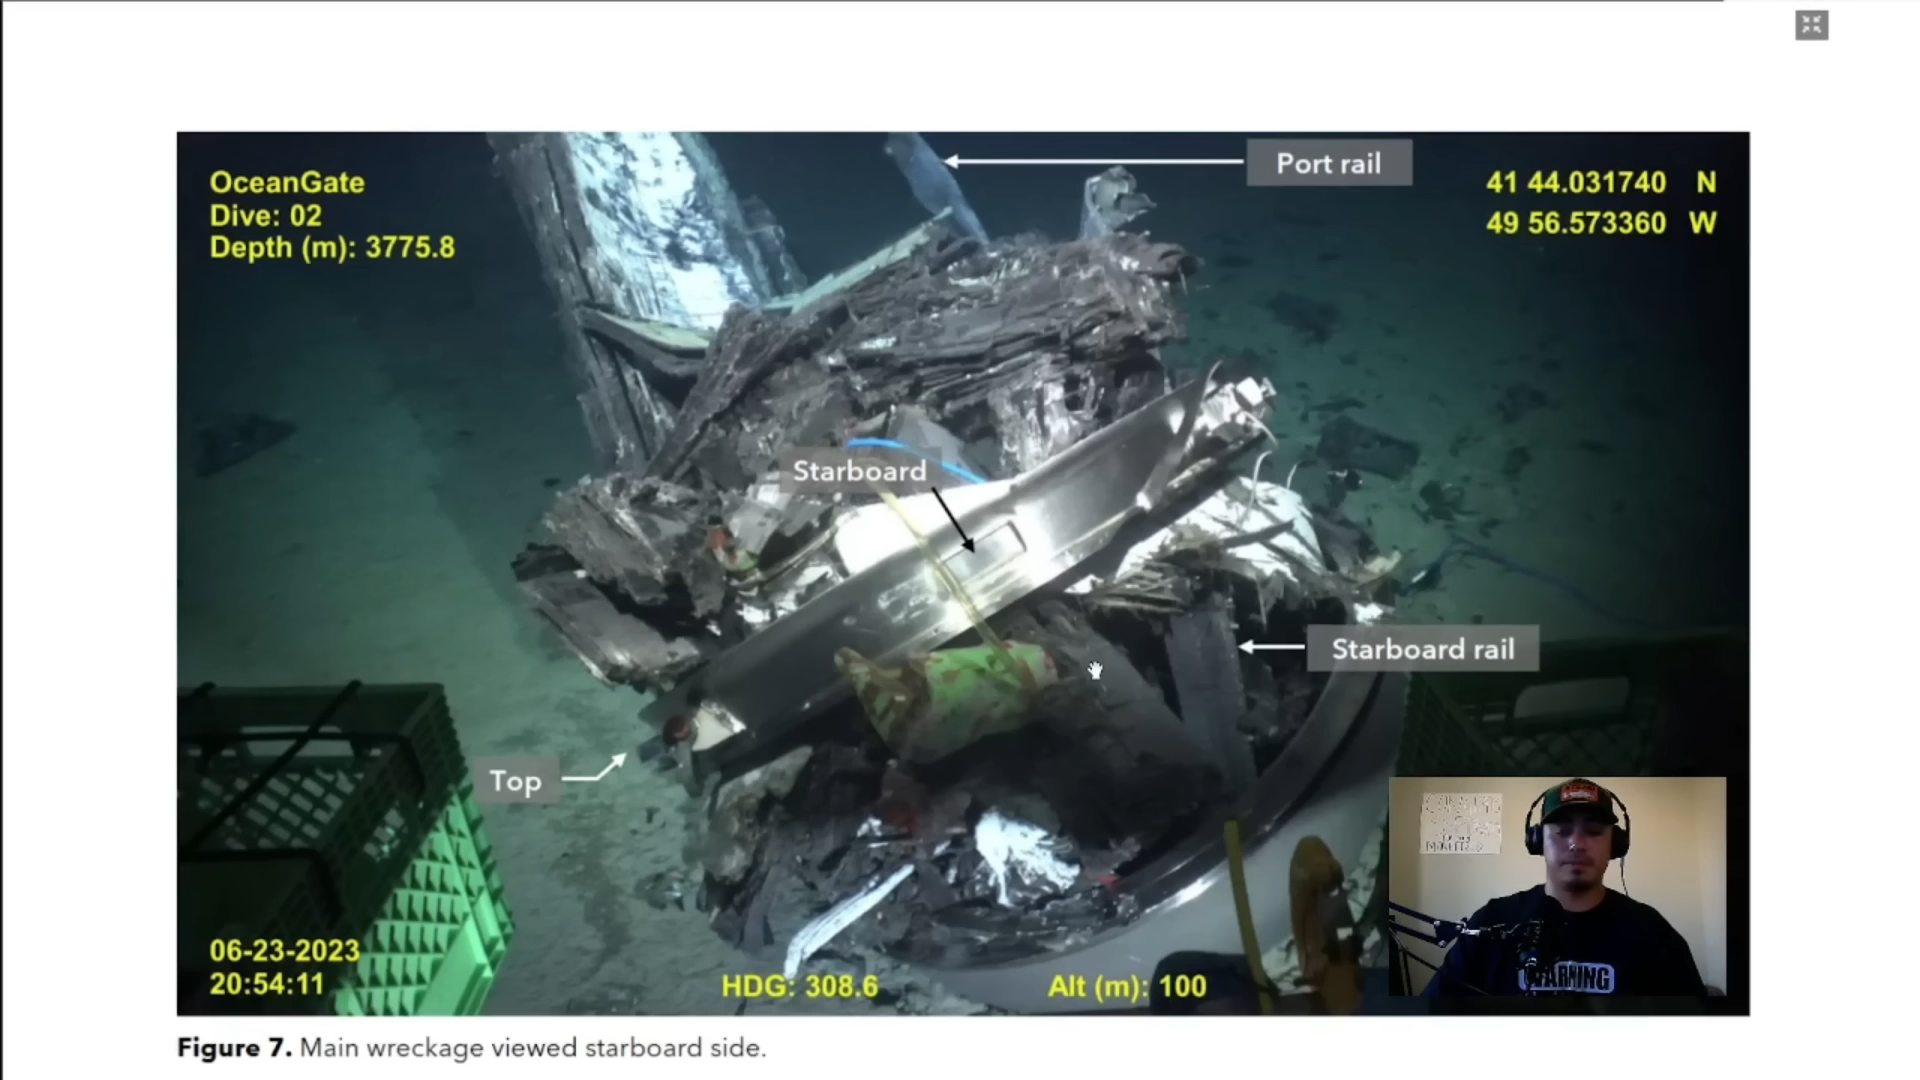 OceanGate
Dive: 02
Depth (m): 3775.8
Port rail
41 44.031740 N
49 56.573360 W
Starboard
Starboard rail
Top
06-23-2023
20:54:11
HDG: 308.6
Alt (m): 100
WARNING
Figure 7. Main wreckage viewed starboard side.